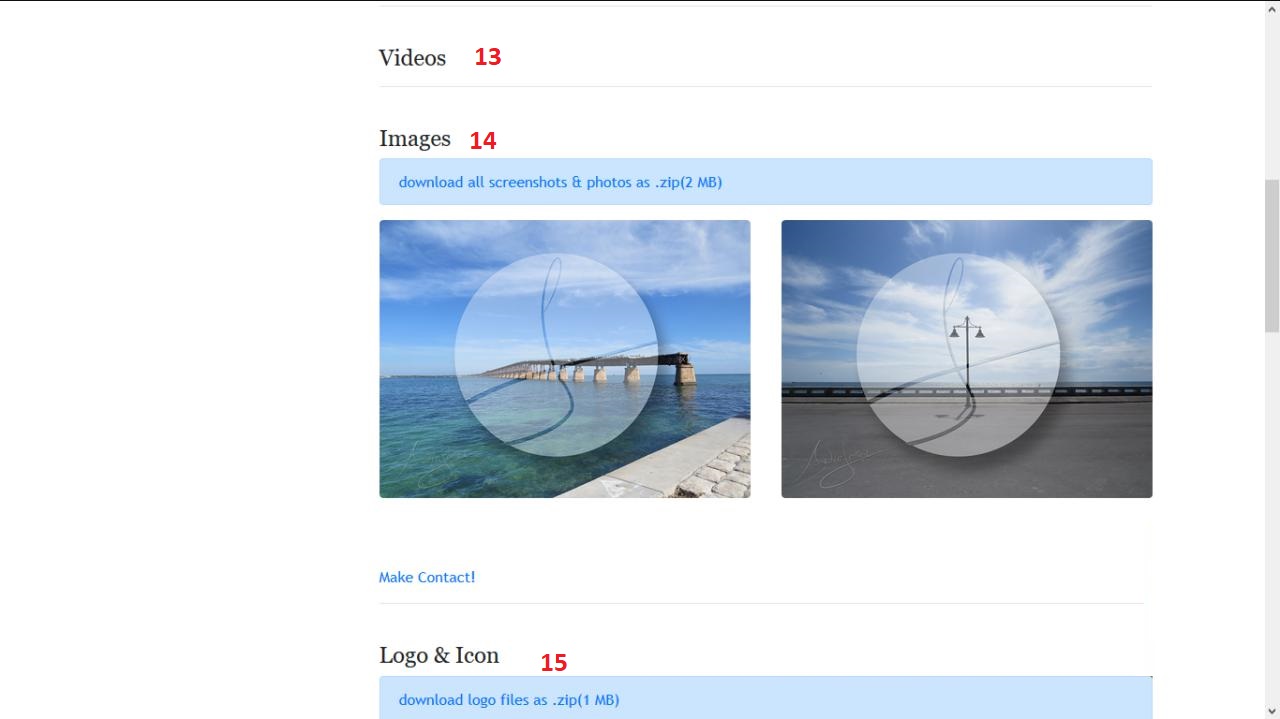 Videos 13
Images 14
download all screenshots & photos as .zip(2 MB)
Make Contact!
Logo & Icon 15
download logo files as .zip(1 MB)